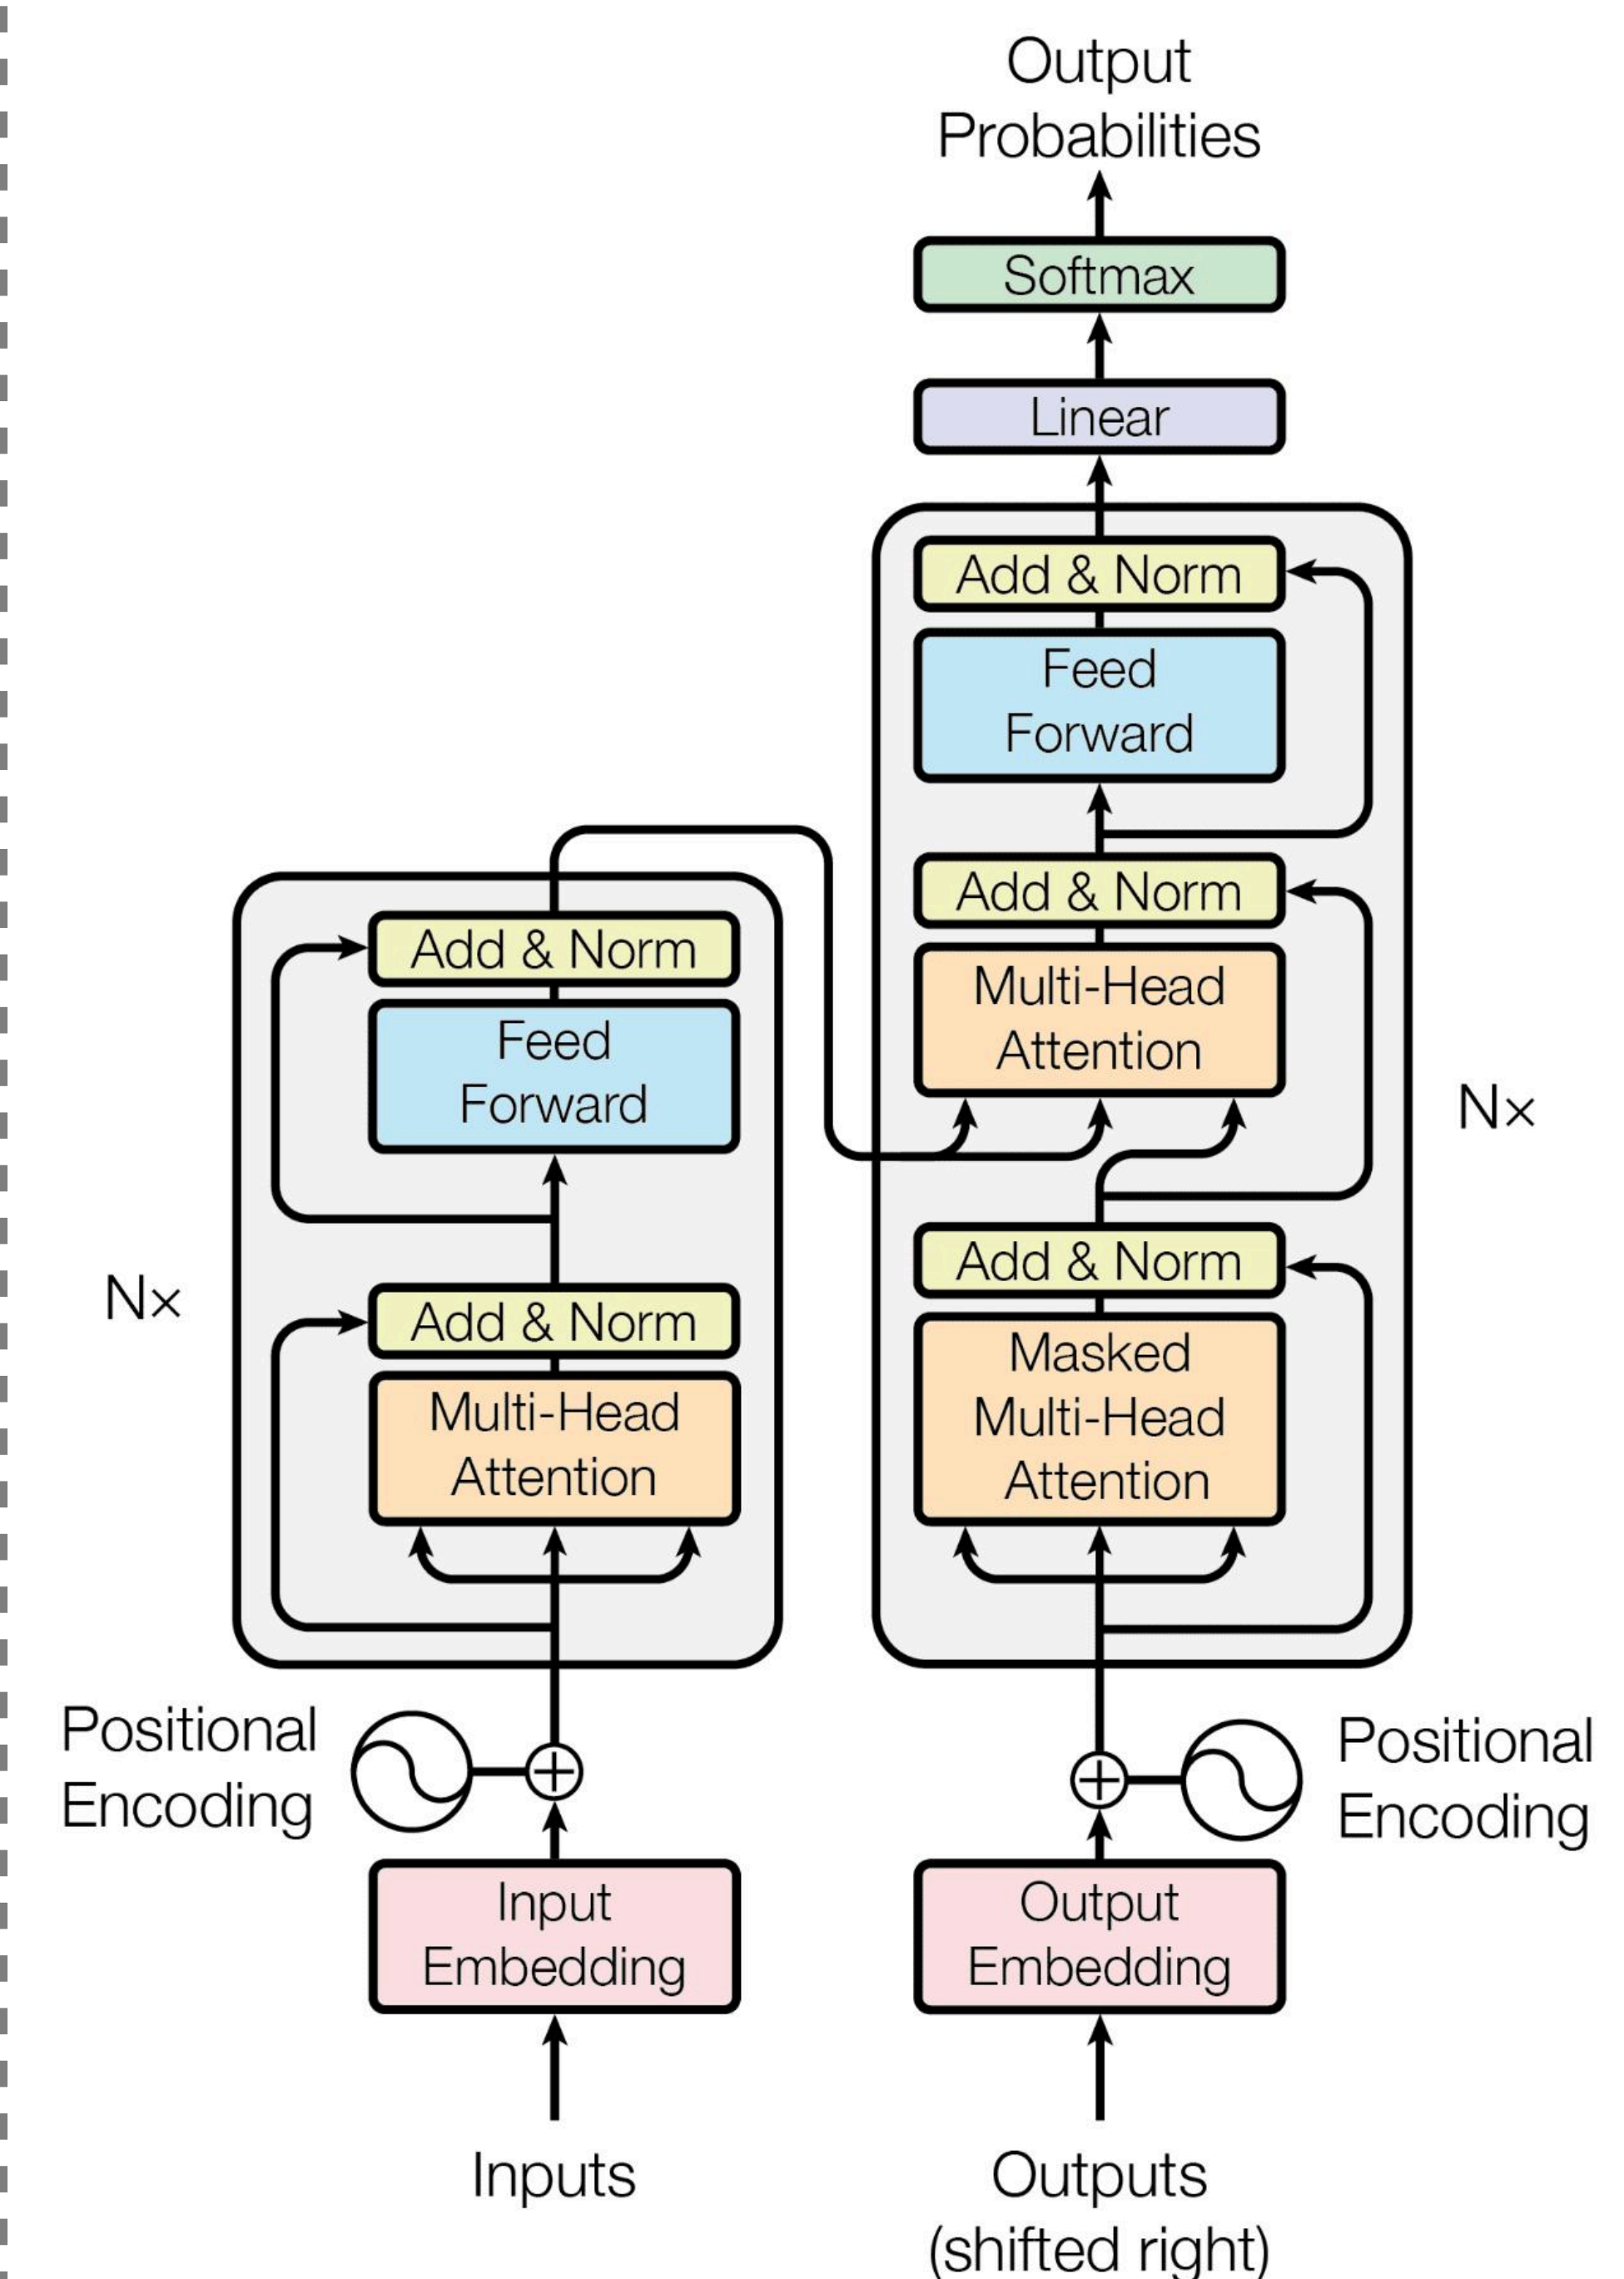 Output
Probabilities
Softmax
Linear
Add & Norm
Feed
Forward
Add & Norm
Multi-Head
Attention
Add & Norm
Masked
Multi-Head
Attention
Nx
Add & Norm
Feed
Forward
Add & Norm
Multi-Head
Attention
Nx
Positional
Encoding
Positional
Encoding
Input
Embedding
Output
Embedding
Inputs
Outputs
(shifted right)